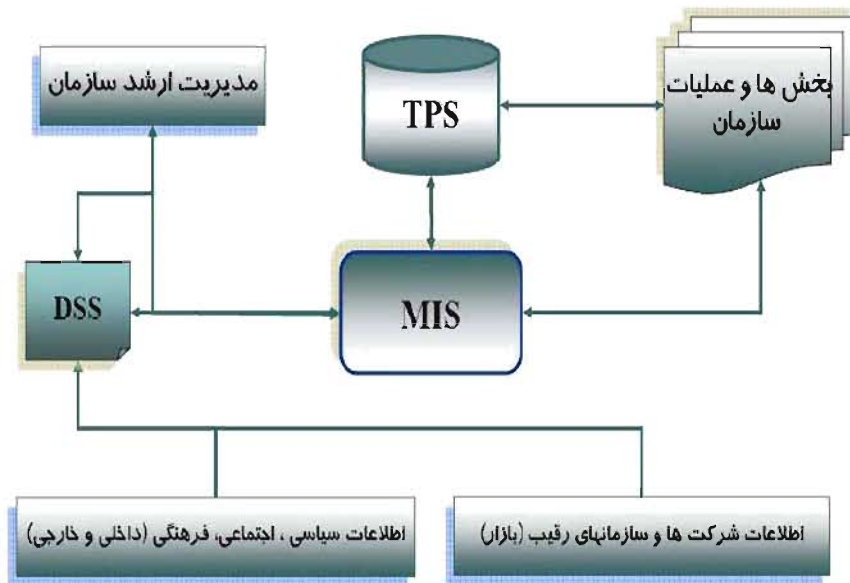 مدیریت ارشد سازمان
TPS
بخش ها و عملیات
سازمان
DSS
MIS
اطلاعات سیاسی ، اجتماعی، فرهنگی (داخلی و خارجی)
اطلاعات شرکت ها و سازمانهای رقیب (بازار)